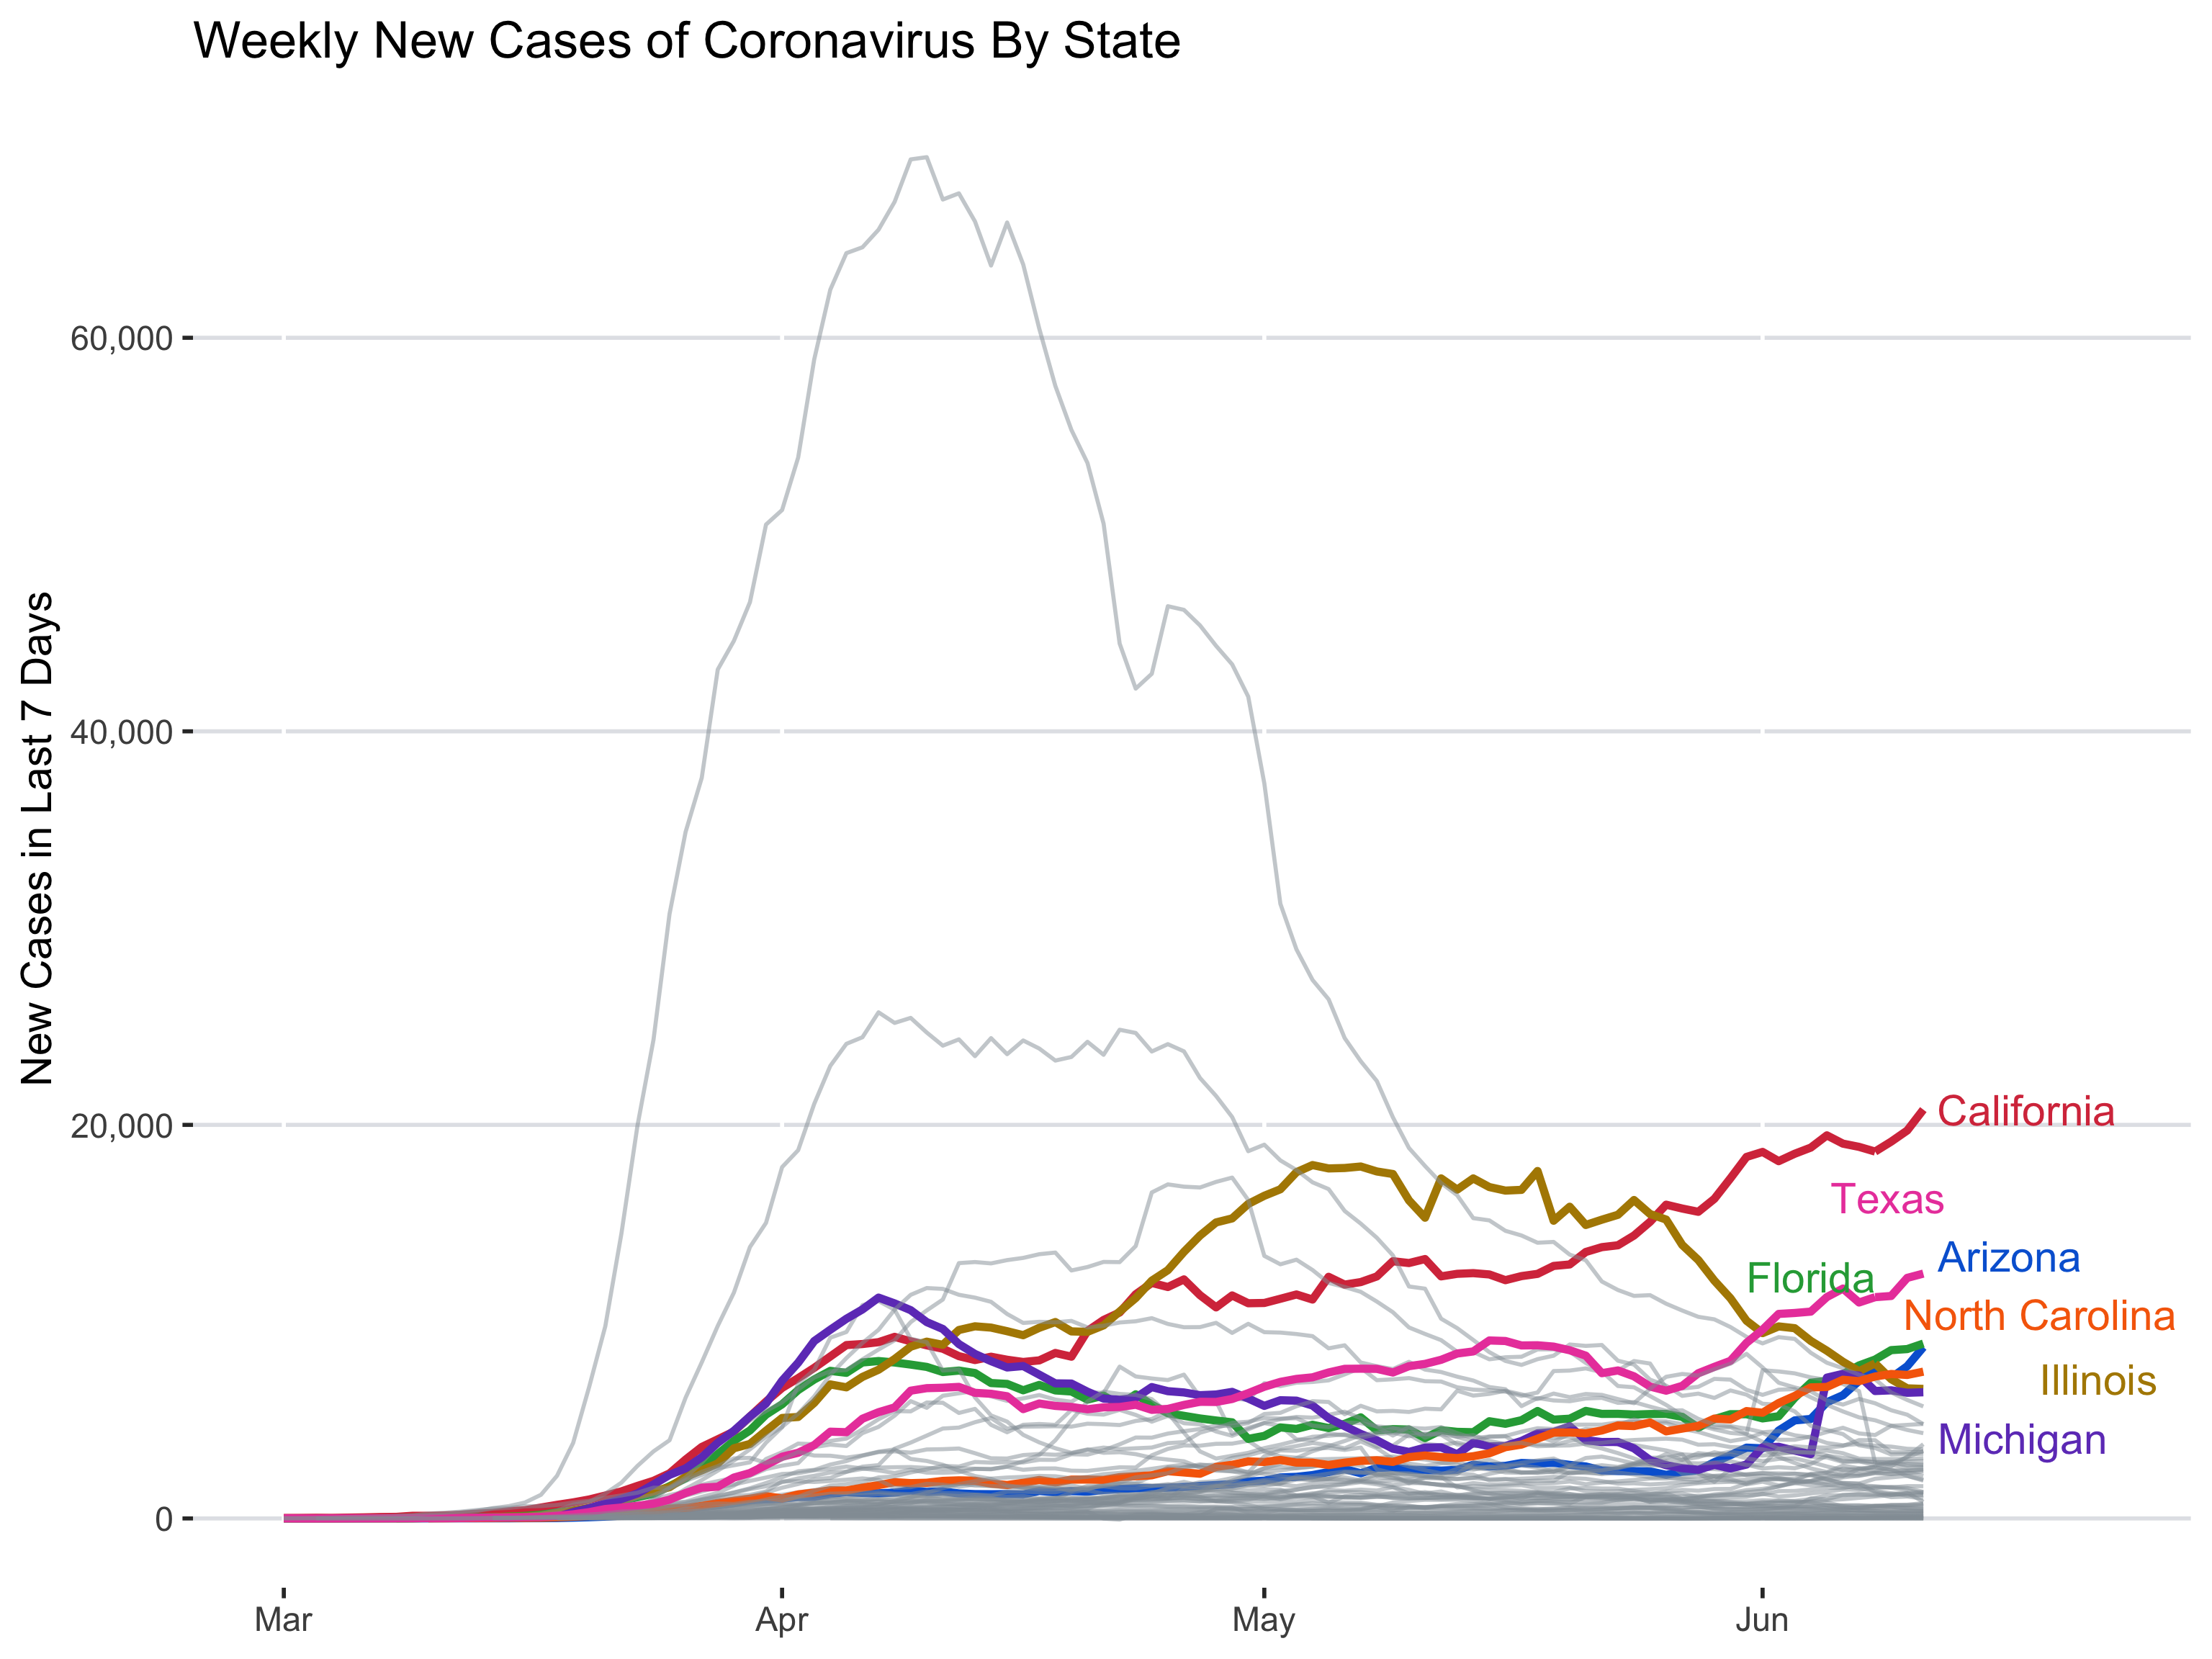 Weekly New Cases of Coronavirus By State
New Cases in Last 7 Days
60,000
40,000
20,000
0
California
Texas
Arizona
Florida
North Carolina
Illinois
Michigan
Mar
Apr
May
Jun